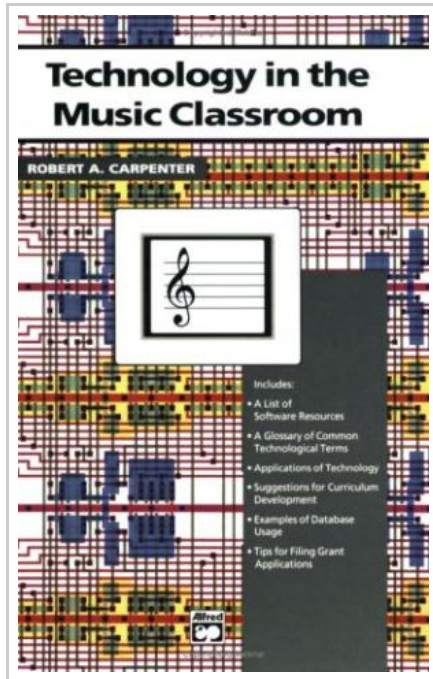 Technology in the
Music Classroom
ROBERT A. CARPENTER
Includes:
• A List of
Software Resources
• A Glossary of Common
Technological Terms
• Applications of Technology
• Suggestions for Curriculum
Development
• Examples of Database
Usage
• Tips for Filing Grant
Applications
Alfred